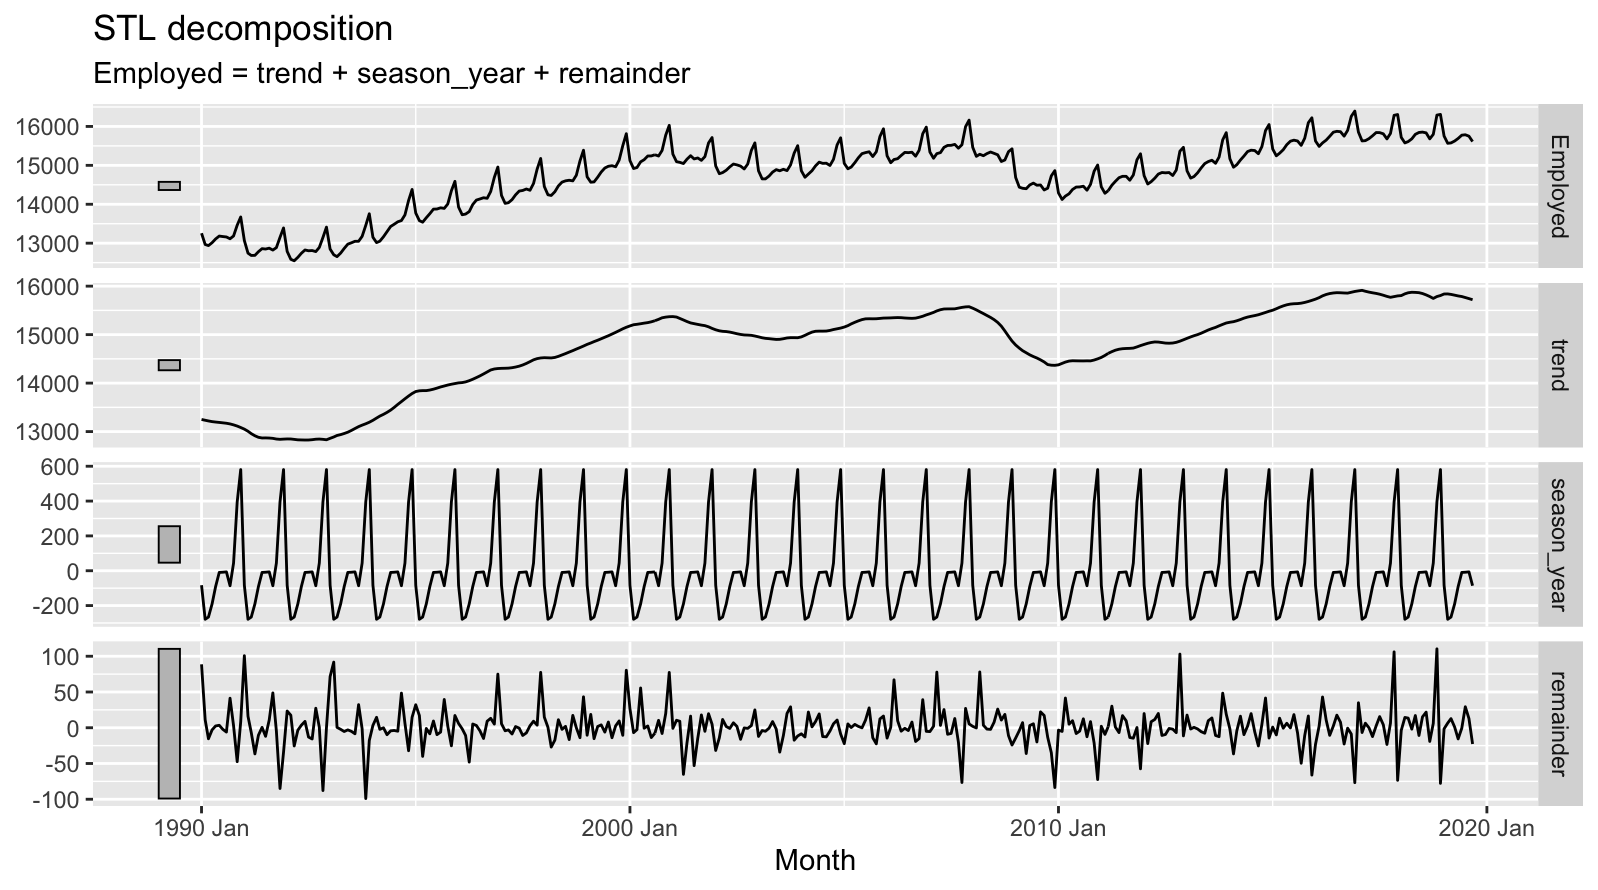 STL decomposition
Employed = trend + season_year + remainder
16000
15000
14000
13000
Employed
16000
15000
14000
13000
trend
600
400
200
0
-200
season_year
100
50
0
-50
-100
remainder
1990 Jan
2000 Jan
2010 Jan
2020 Jan
Month